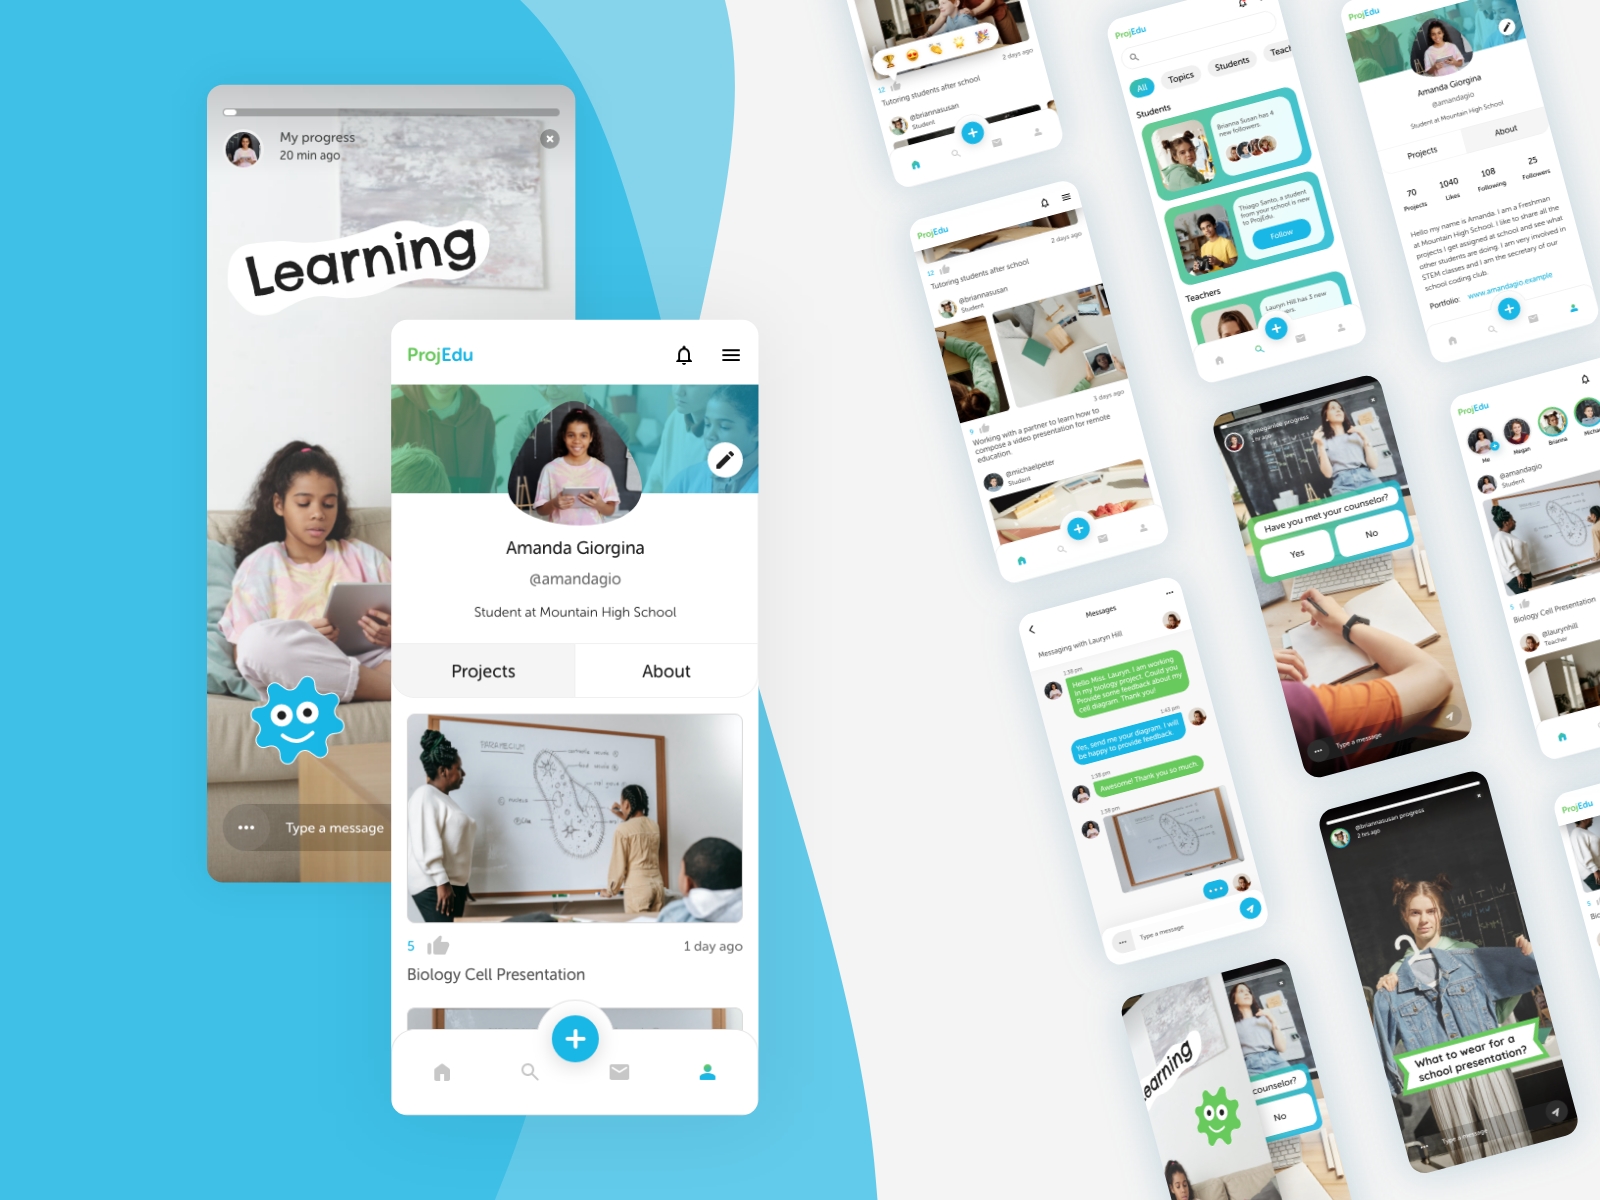 My progress
20 min ago
Learning
Type a message
ProjEdu
Amanda Giorgina
@amandagio
Student at Mountain High School
Projects
About
PARAMECIUM
5
1 day ago
Biology Cell Presentation
12
2 days ago
Tutoring students after school
@briannasusan
Student
ProjEdu
2 days ago
12
Tutoring students after school
@briannasusan
Student
3 days ago
9
Working with a partner to learn how to
compose a video presentation for remote
education.
@michaelpeter
Student
Messages
Messaging with Lauryn Hill
1:38 pm
Hello Miss. Lauryn. I am working
in my biology project. Could you
Provide some feedback about my
cell diagram. Thank you!
1:43 pm
Yes, send me your diagram. I will
be happy to provide feedback.
1:58 pm
Awesome! Thank you so much.
1:59 pm
Type a message
earning
counselor?
No
ProjEdu
All
Topics
Students
Teach
Students
Brianna Susan has 4
new followers.
Thiago Santo, a student
from your school is new
to ProjEdu.
Follow
Teachers
Lauryn Hill has 3 new
ers.
@meganlee progress
1 hr ago
Have you met your counselor?
Yes
No
Type a message
@briannasusan progress
2 hrs ago
What to wear for a
school presentation?
Type a message
ProjEdu
Amanda Giorgina
@amandagio
Student at Mountain High School
Projects
About
70
Projects
1040
Likes
108
Following
25
Followers
Hello my name is Amanda. I am a Freshman
at Mountain High School. I like to share all the
projects I get assigned at school and see what
other students are doing. I am very involved in
STEM classes and I am the secretary of our
school coding club.
Portfolio: www.amandagio.example
ProjEdu
Me
Megan
Brianna
Micha
@amandagio
Student
5
Biology Cell Presentation
@laurynhill
Teacher
ProjEdu
5
Bio